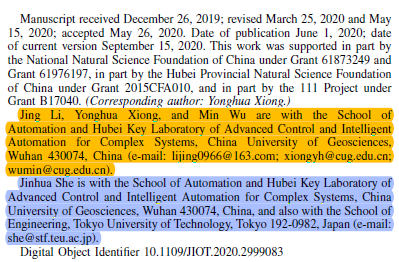 Manuscript received December 26, 2019; revised March 25, 2020 and May
15, 2020; accepted May 26, 2020. Date of publication June 1, 2020; date
of current version September 15, 2020. This work was supported in part by
the National Natural Science Foundation of China under Grant 61873249 and
Grant 61976197, in part by the Hubei Provincial Natural Science Foundation
of China under Grant 2015CFA010, and in part by the 111 Project under
Grant B17040. (Corresponding author: Yonghua Xiong.)
Jing Li, Yonghua Xiong, and Min Wu are with the School of
Automation and Hubei Key Laboratory of Advanced Control and Intelligent
Automation for Complex Systems, China University of Geosciences,
Wuhan 430074, China (e-mail: lijing0966@163.com; xiongyh@cug.edu.cn;
wumin@cug.edu.cn).
Jinhua She is with the School of Automation and Hubei Key Laboratory of
Advanced Control and Intelligent Automation for Complex Systems, China
University of Geosciences, Wuhan 430074, China, and also with the School of
Engineering, Tokyo University of Technology, Tokyo 192-0982, Japan (e-mail:
she@stf.teu.ac.jp).
Digital Object Identifier 10.1109/JIOT.2020.2999083